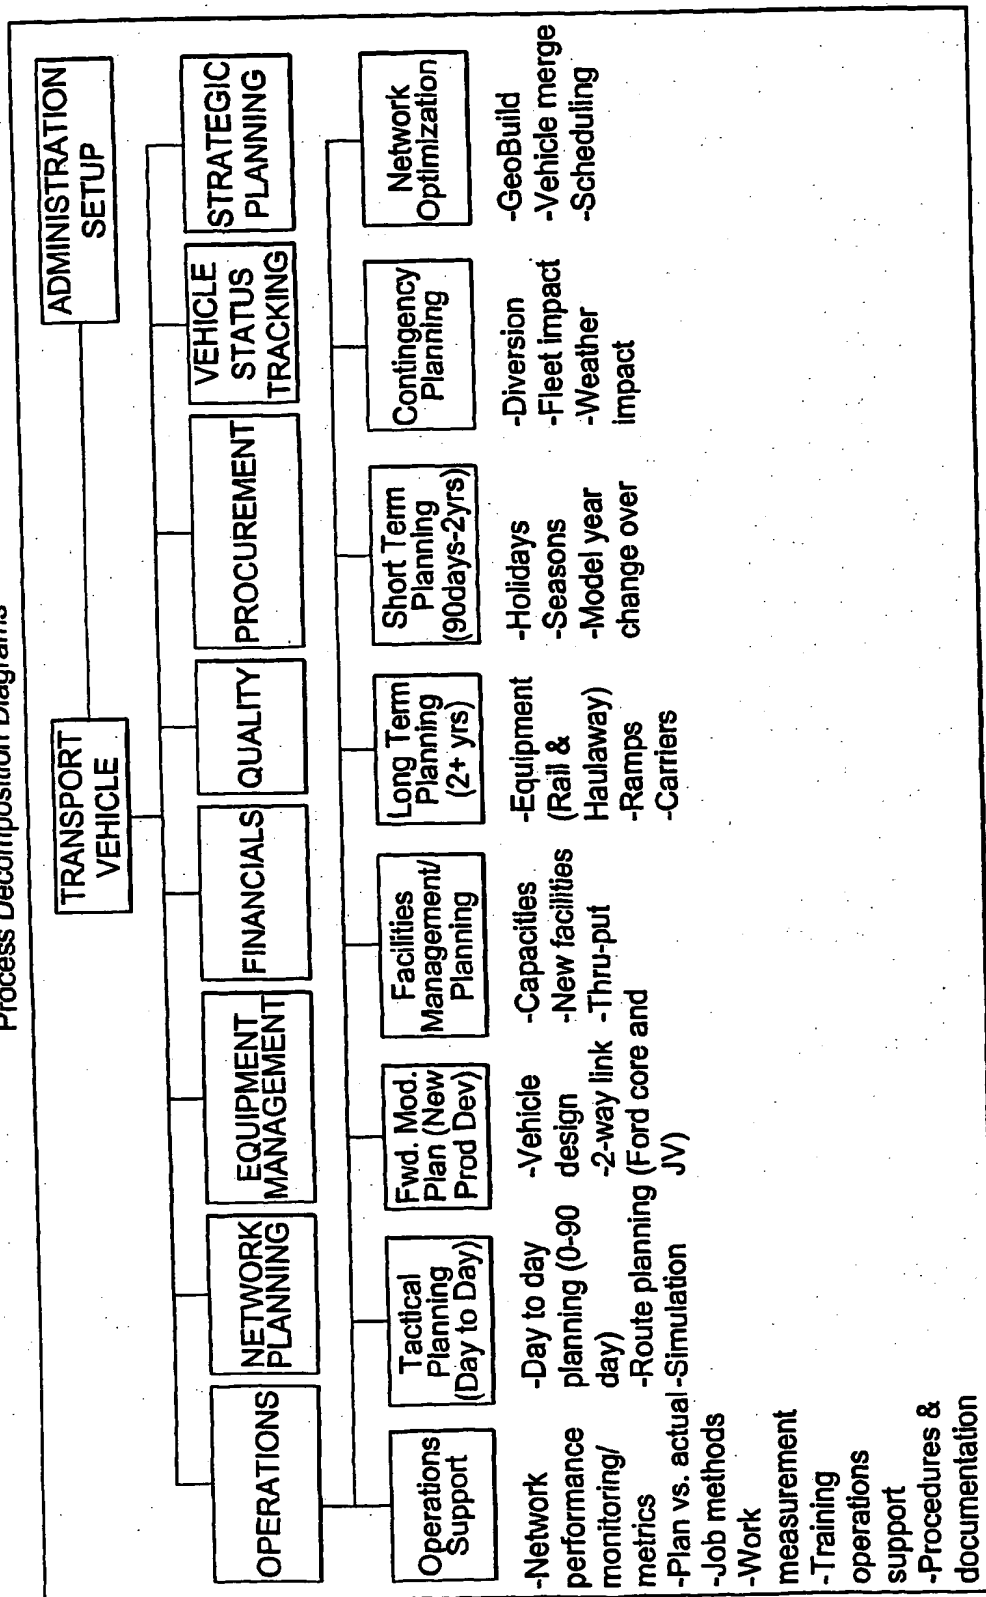 Process Decomposition Diagrams
TRANSPORT
VEHICLE
ADMINISTRATION
SETUP
OPERATIONS
NETWORK
PLANNING
EQUIPMENT
MANAGEMENT
FINANCIALS
QUALITY
PROCUREMENT
VEHICLE
STATUS
TRACKING
STRATEGIC
PLANNING
Operations
Support
Tactical
Planning
(Day to Day)
Fwd. Mod.
Plan (New
Prod Dev)
Facilities
Management/
Planning
Long Term
Planning
(2+ yrs)
Short Term
Planning
(90days-2yrs)
Contingency
Planning
Network
Optimization
-Network
performance
monitoring/
metrics
-Plan vs. actual
-Job methods
-Work
measurement
-Training
operations
support
-Procedures &
documentation
-Day to day
planning (0-90
day)
-Route planning
-Simulation
-Vehicle
design
-2-way link
(Ford core and
JV)
-Capacities
-New facilities
-Thru-put
-Equipment
(Rail &
Haulaway)
-Ramps
-Carriers
-Holidays
-Seasons
-Model year
change over
-Diversion
-Fleet impact
-Weather
impact
-GeoBuild
-Vehicle merge
-Scheduling